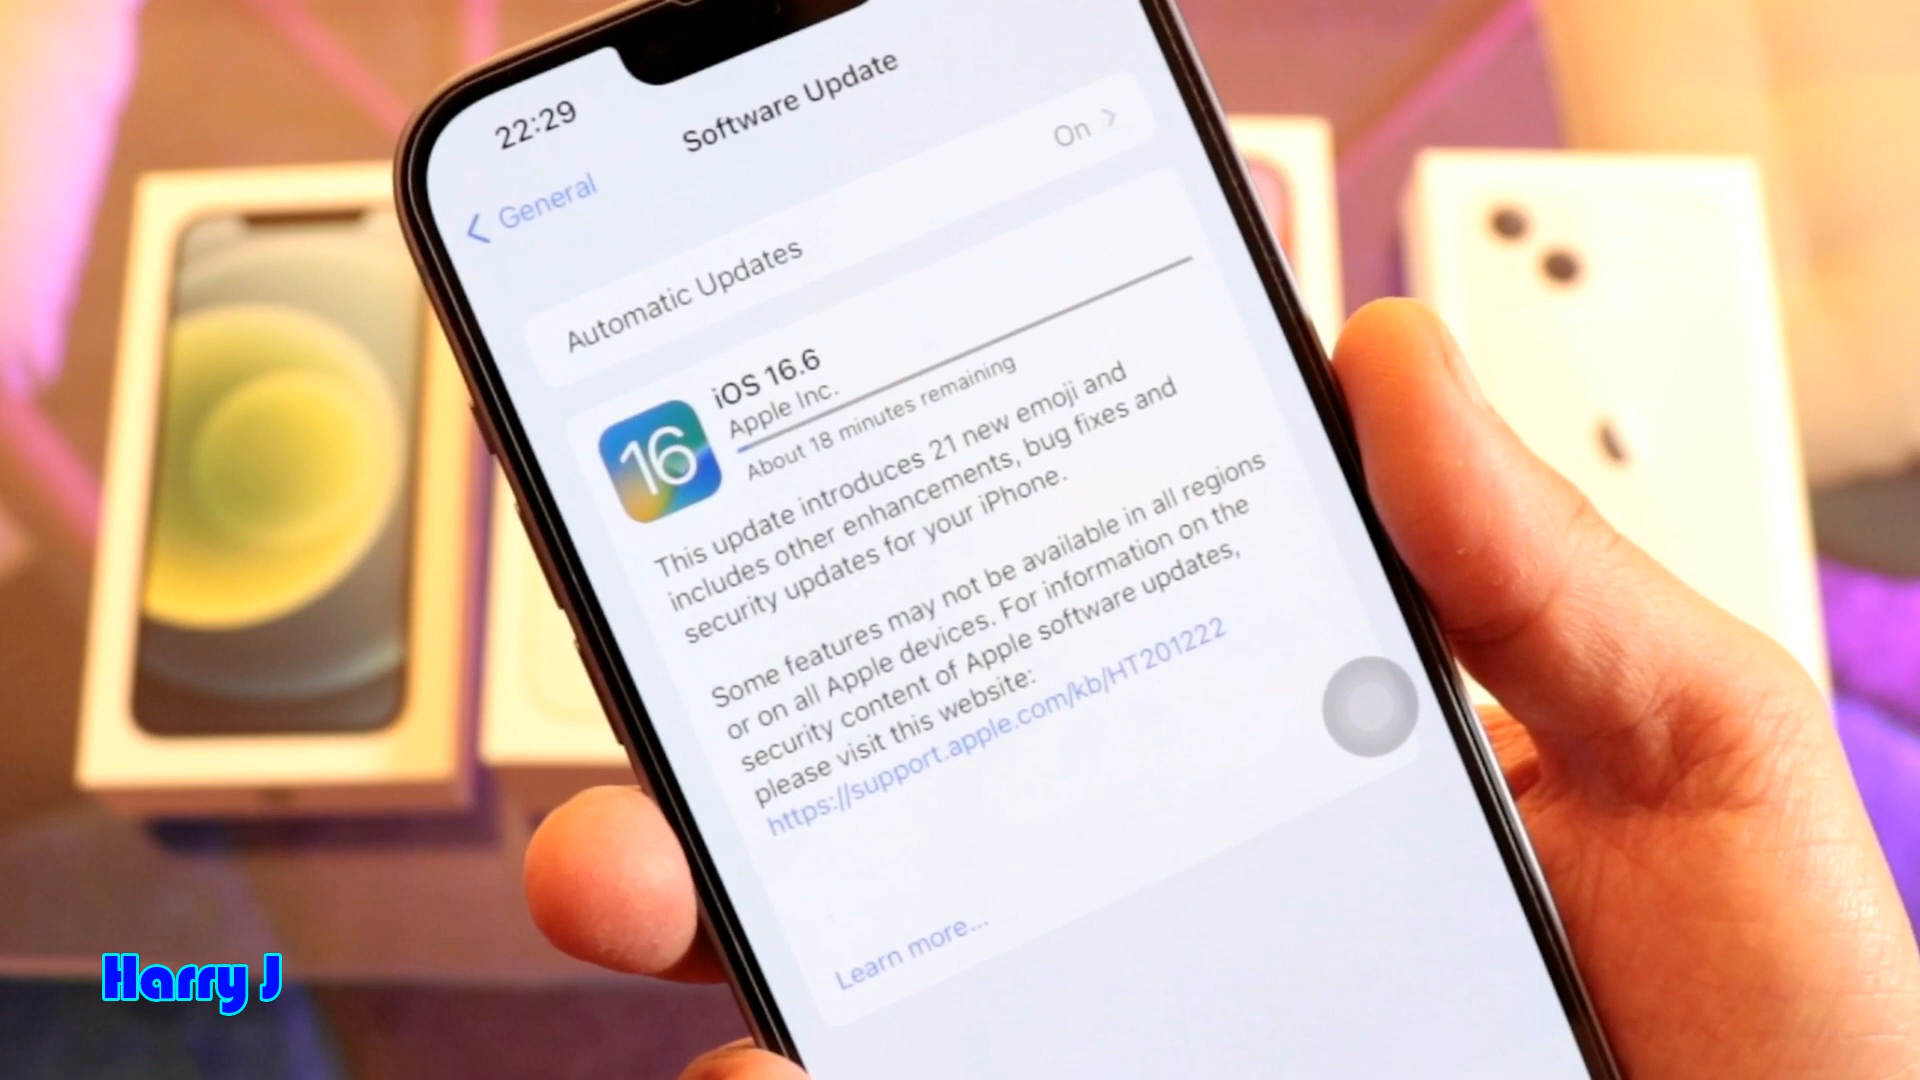 22:29
Software Update
General
Automatic Updates
On
iOS 16.6
Apple Inc.
About 18 minutes remaining
16
This update introduces 21 new emoji and
includes other enhancements, bug fixes and
security updates for your iPhone.
Some features may not be available in all regions
or on all Apple devices. For information on the
security content of Apple software updates,
please visit this website:
https://support.apple.com/kb/HT201222
Learn more...
Harry J